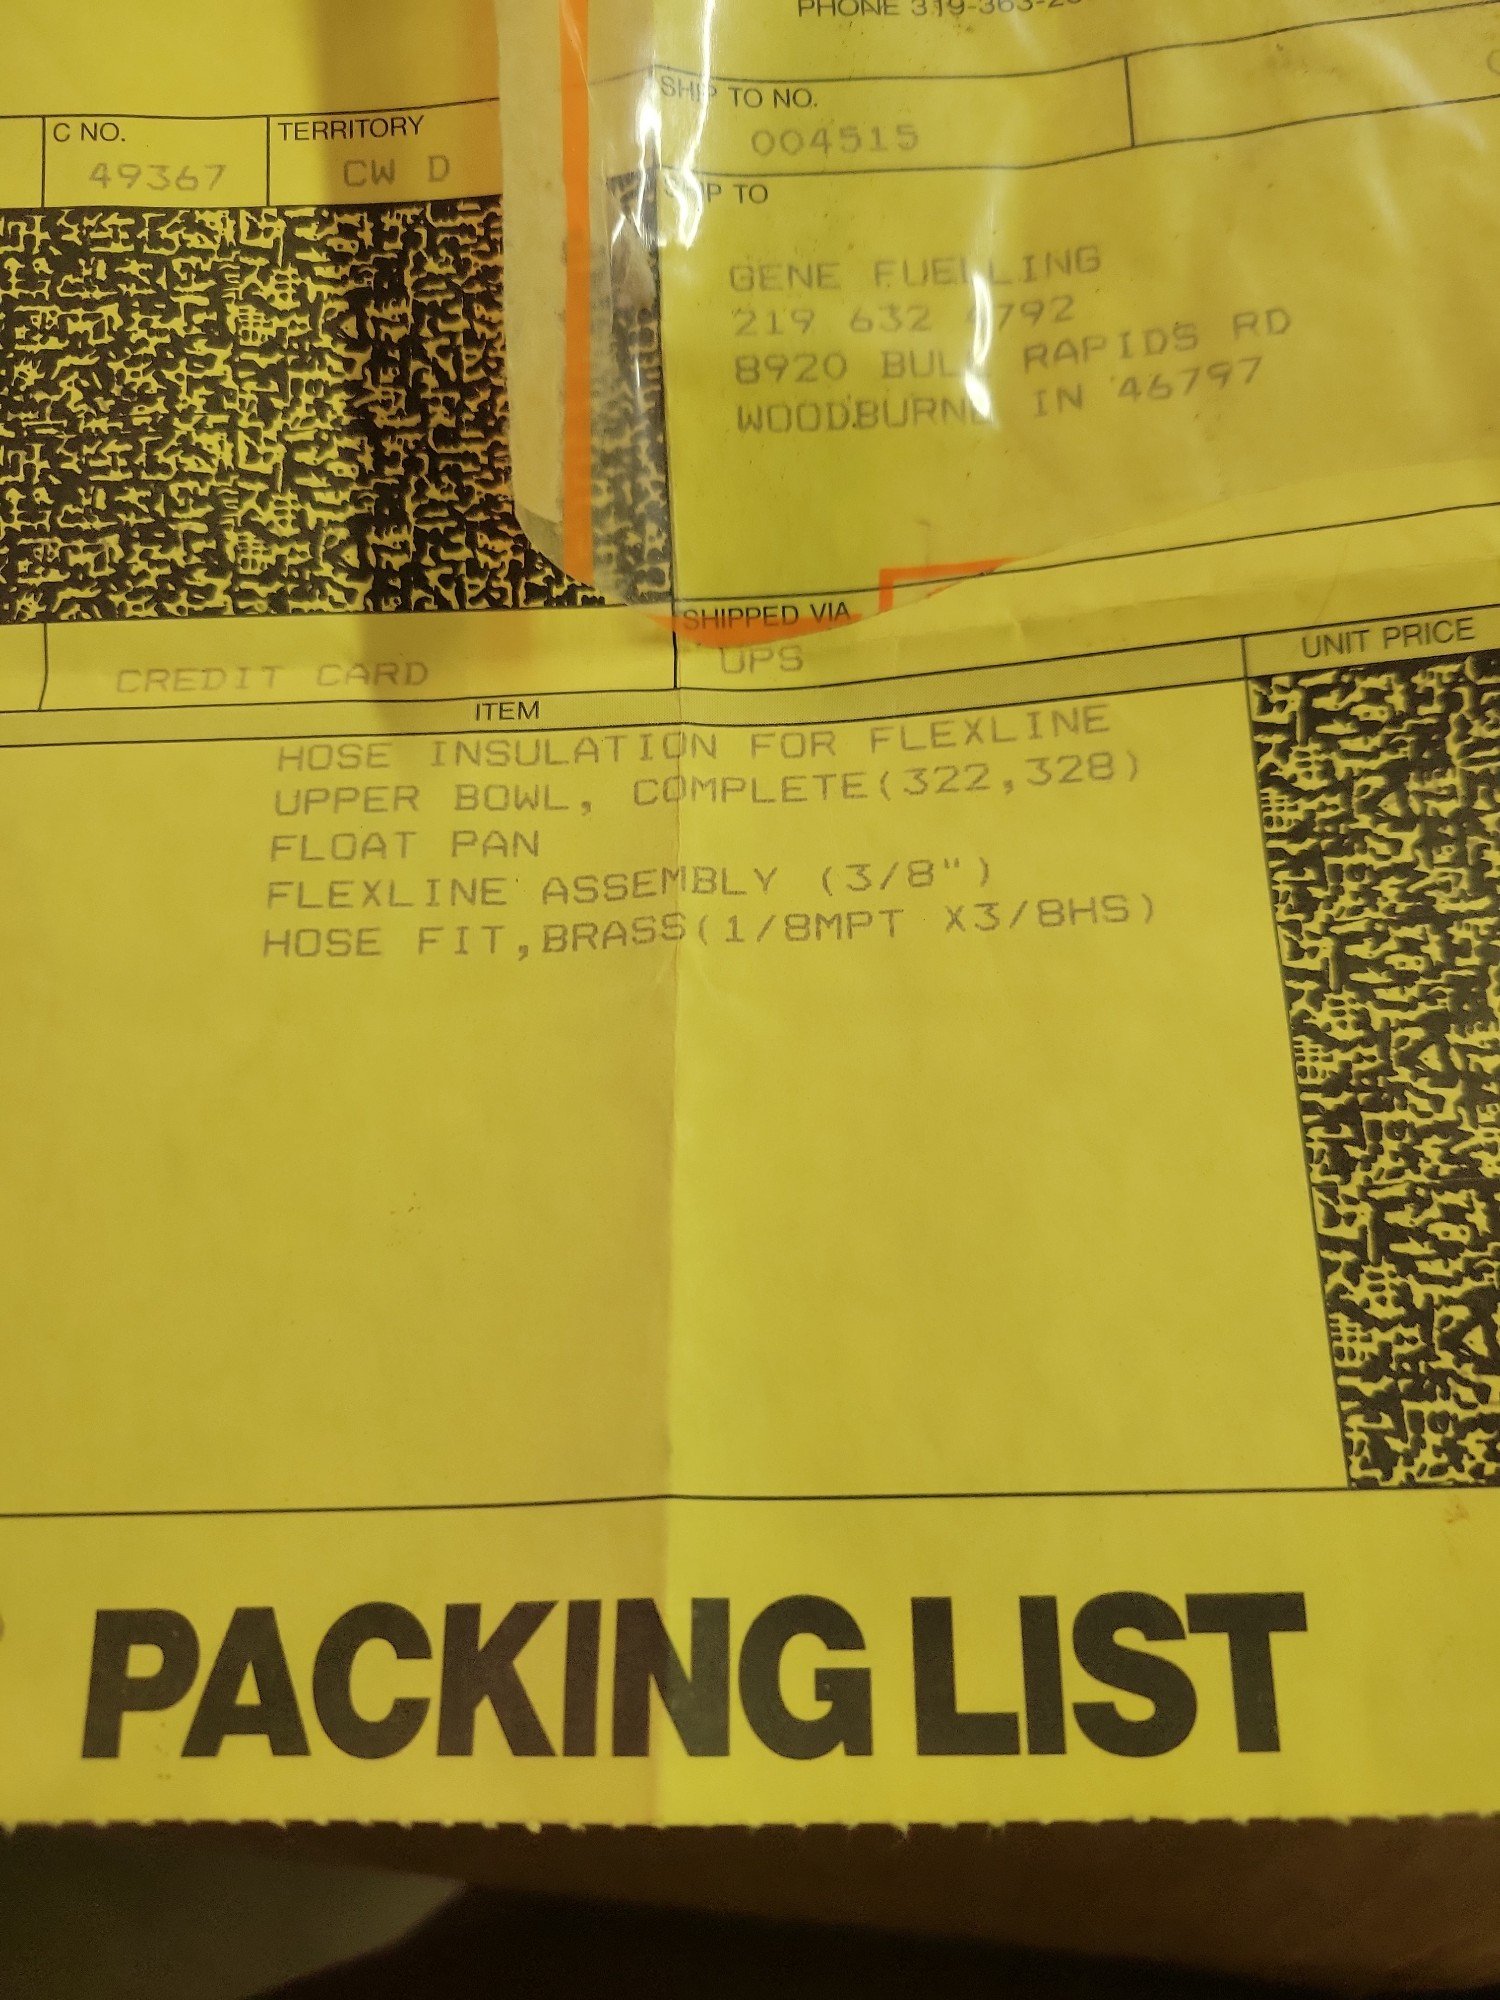 PHONE 319-363-2
C NO.
49367
TERRITORY
CW D
SHIP TO NO.
004515
SHIP TO
GENE FUELLING
219 632 792
8920 BUL RAPIDS RD
WOODBURN IN 46797
CREDIT CARD
SHIPPED VIA
UPS
ITEM
UNIT PRICE
HOSE INSULATION FOR FLEXLINE
UPPER BOWL, COMPLETE(322,328)
FLOAT PAN
FLEXLINE ASSEMBLY (3/8")
HOSE FIT,BRASS(1/8MPT X3/8HS)
PACKING LIST